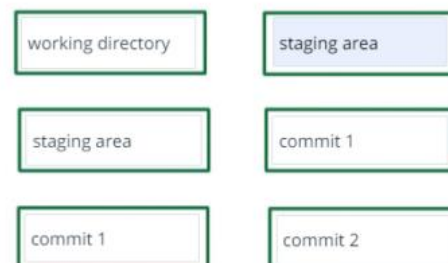 working directory
staging area
staging area
commit 1
commit 1
commit 2